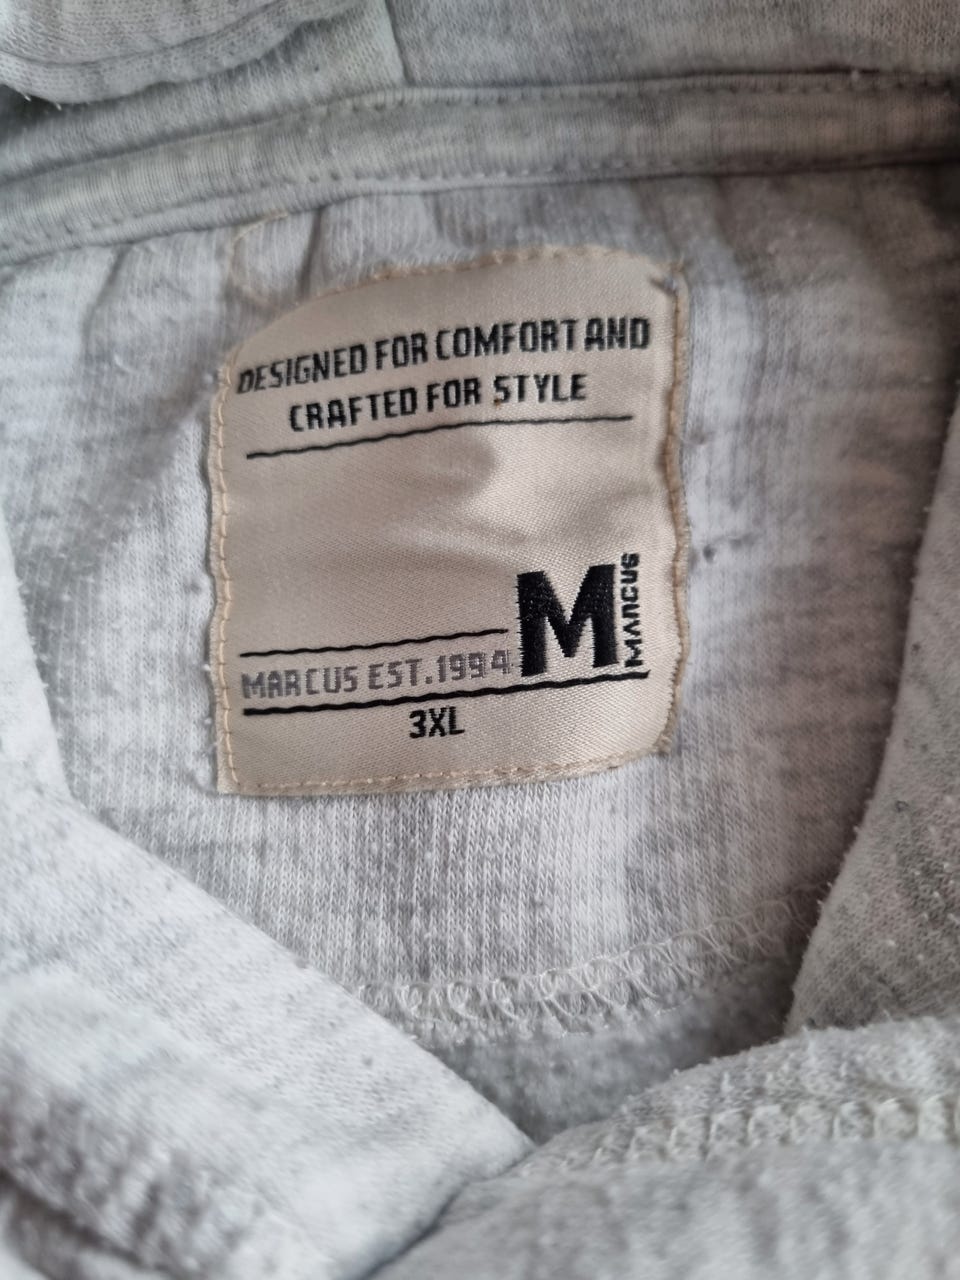 DESIGNED FOR COMFORT AND
CRAFTED FOR STYLE
M
MARCUS
MARCUS EST.1994
3XL